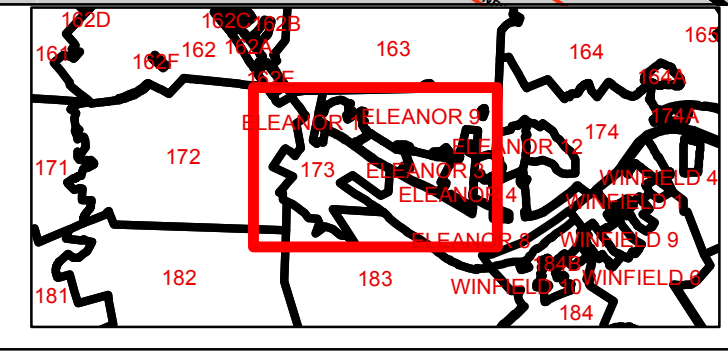 162D
162C
162B
161
162
162A
163
164
165
162F
162E
164A
ELEANOR 1
ELEANOR 9
174A
174
171
172
173
ELEANOR 12
ELEANOR 3
WINFIELD 4
ELEANOR 4
WINFIELD 1
ELEANOR 8
WINFIELD 9
184B
181
182
183
WINFIELD 10
WINFIELD 6
184